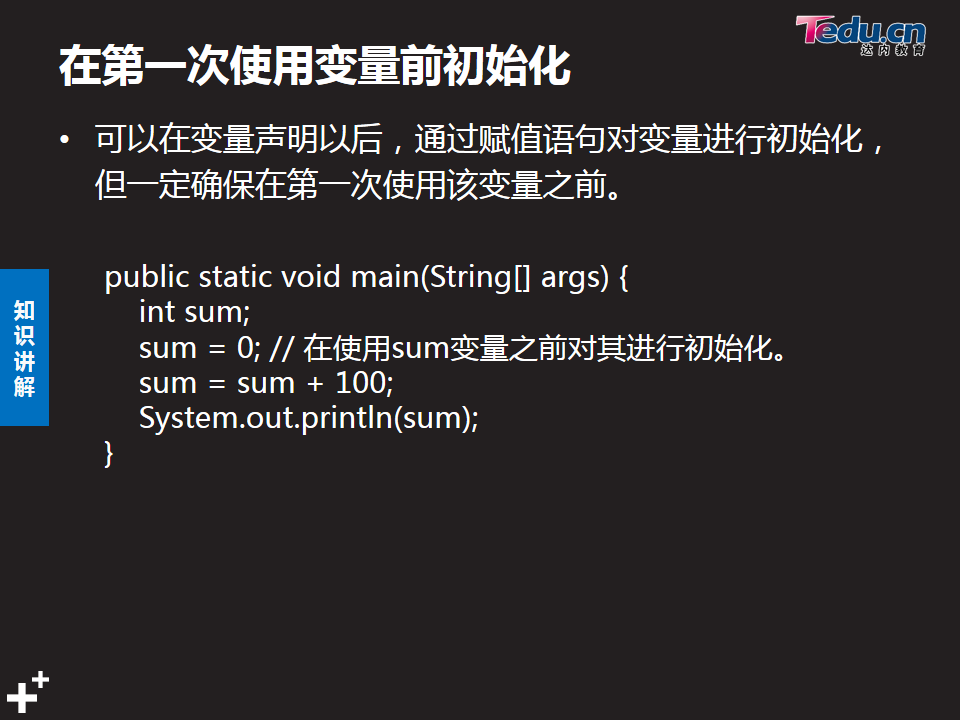 Tedu.cn
达内教育
在第一次使用变量前初始化
• 可以在变量声明以后，通过赋值语句对变量进行初始化，
但一定确保在第一次使用该变量之前。
public static void main(String[] args) {
int sum;
sum = 0; // 在使用sum变量之前对其进行初始化。
sum = sum + 100;
System.out.println(sum);
}
知识讲解